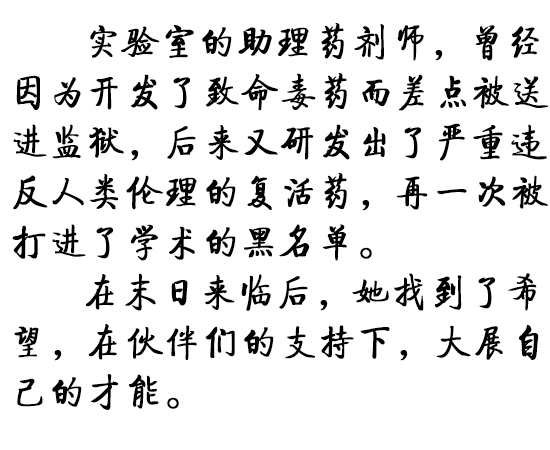 实验室的助理药剂师，曾经
因为开发了致命毒药而差点被送
进监狱，后来又研发出了严重违
反人类伦理的复活药，再一次被
打进了学术的黑名单。
在末日来临后，她找到了希
望，在伙伴们的支持下，大展自
己的才能。